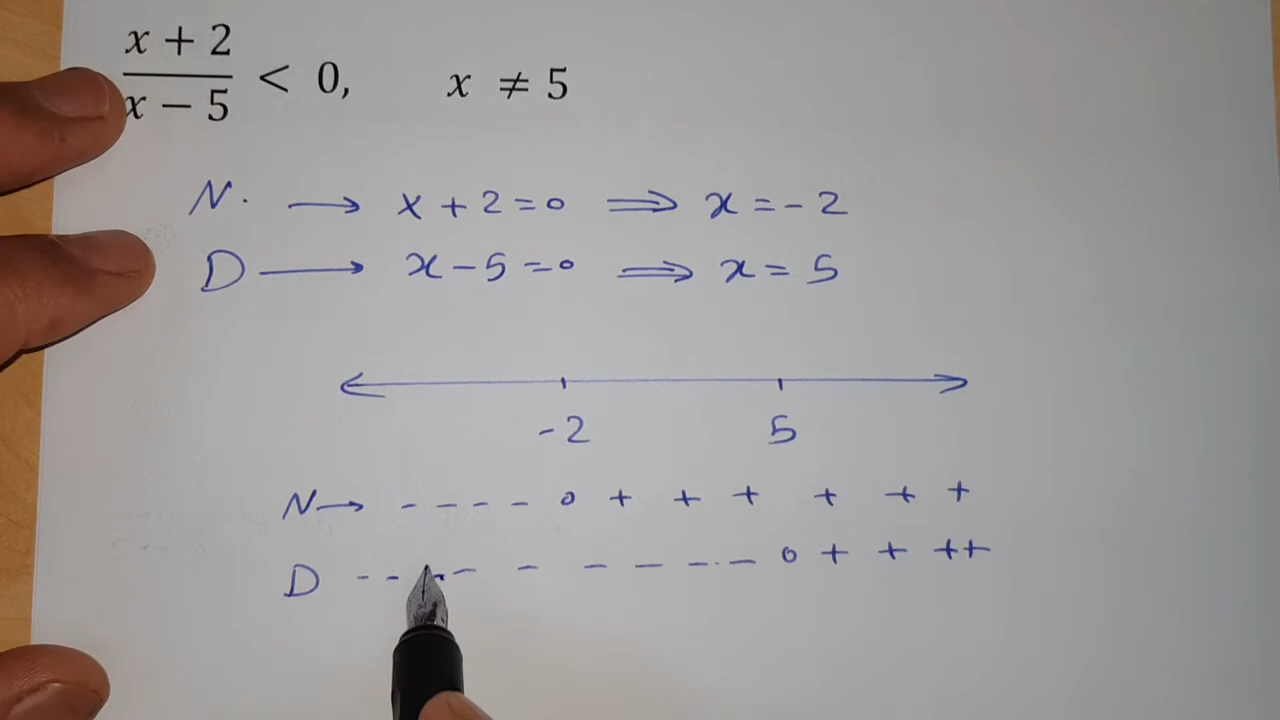 x + 2
x − 5
< 0, x ≠ 5
N. → x + 2 = 0 ⟹ x = - 2
D → x - 5 = 0 ⟹ x = 5
-2 5
N → - - - - 0 + + + + + +
D - - - - - - - - - 0 + + + +